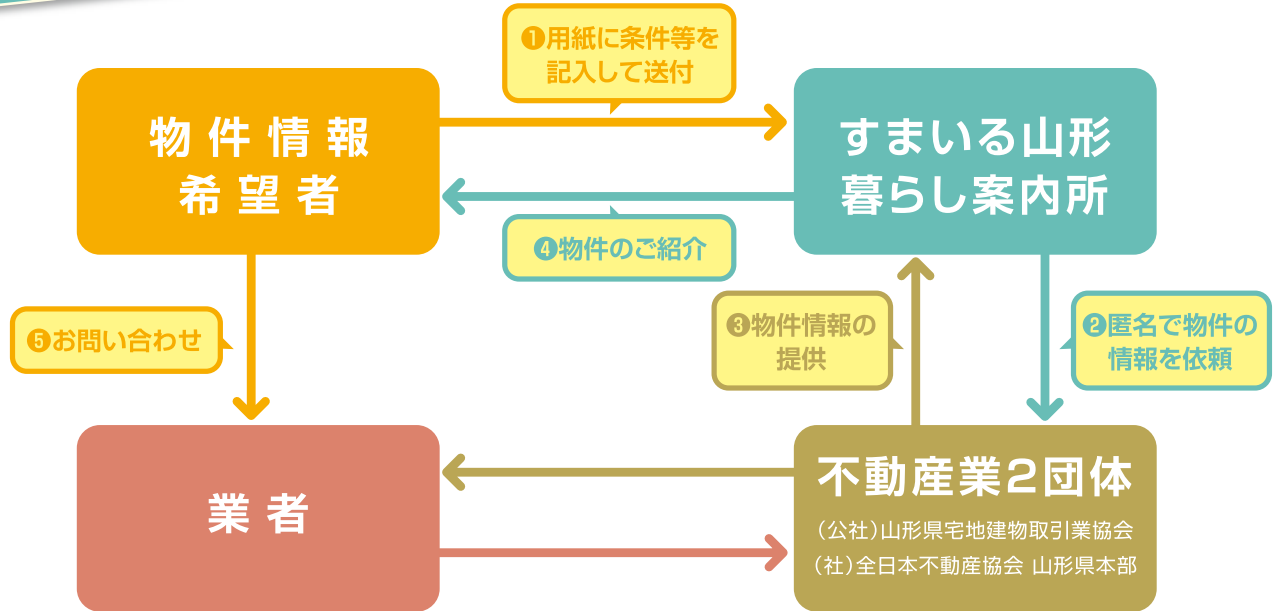 ❶用紙に条件等を
記入して送付
物件情報
希望者
すまいる山形
暮らし案内所
❹物件のご紹介
❺お問い合わせ
❸物件情報の
提供
❷匿名で物件の
情報を依頼
業者
不動産業2団体
(公社)山形県宅地建物取引業協会
(社)全日本不動産協会 山形県本部